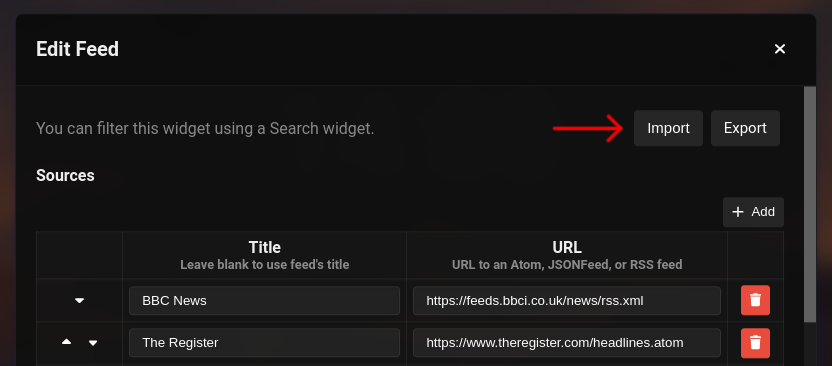 Edit Feed
You can filter this widget using a Search widget.
Import
Export
Sources
Add
Title
URL
Leave blank to use feed's title
URL to an Atom, JSONFeed, or RSS feed
BBC News
https://feeds.bbci.co.uk/news/rss.xml
The Register
https://www.theregister.com/headlines.atom